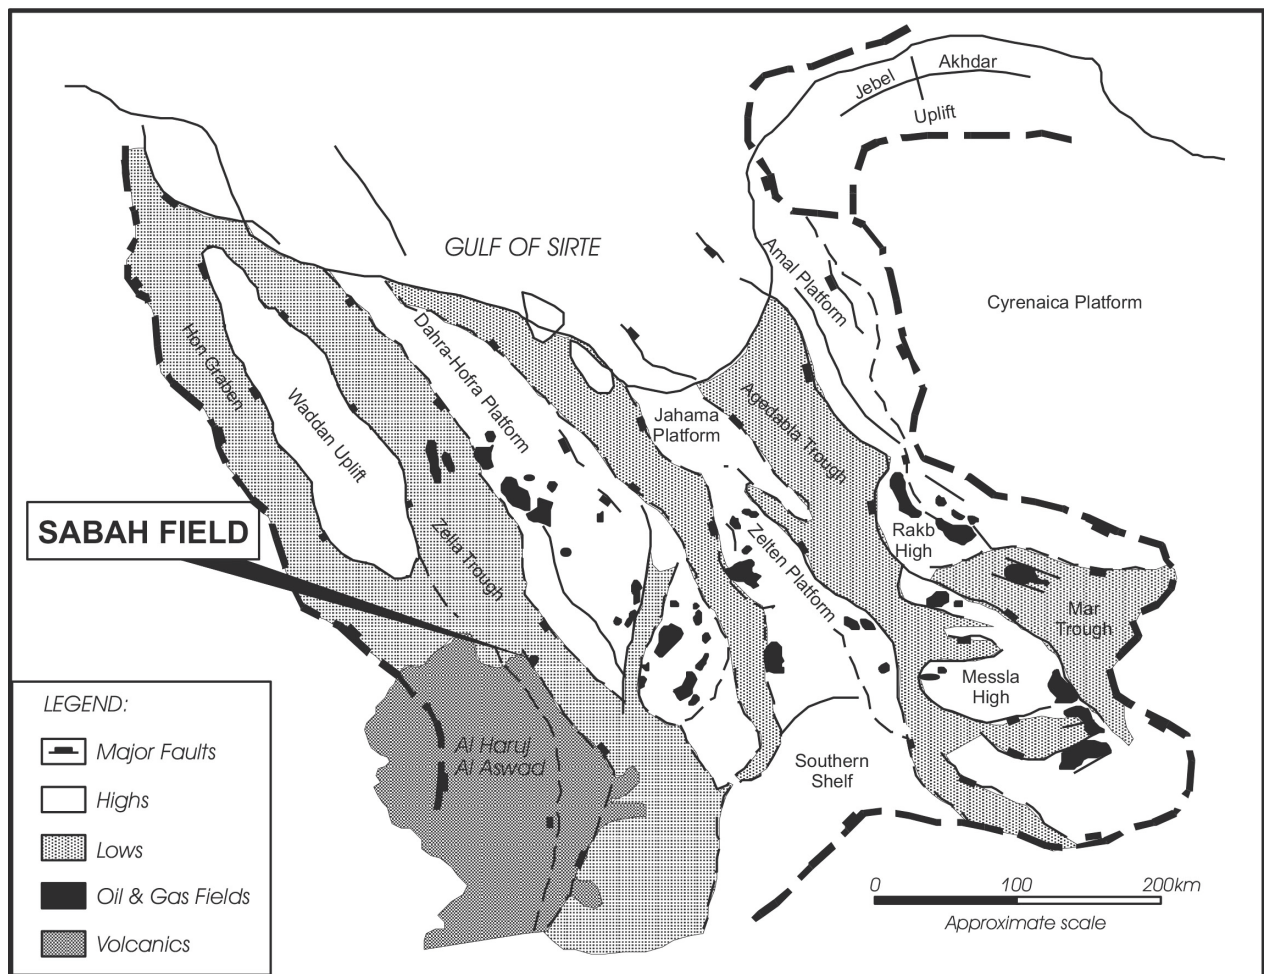 Akhdar
Jebel
Uplift
GULF OF SIRTE
Amal Platform
Cyrenaica Platform
Hon Graben
Dahra-Hofra Platform
Waddan Uplift
Jahama
Platform
Agedabia Trough
SABAH FIELD
Zella Trough
Zelten Platform
Rakb
High
Mar
Trough
Messla
High
Al Haruj
Al Aswad
Southern
Shelf
LEGEND:
Major Faults
Highs
Lows
Oil & Gas Fields
Volcanics
0 100 200km
Approximate scale